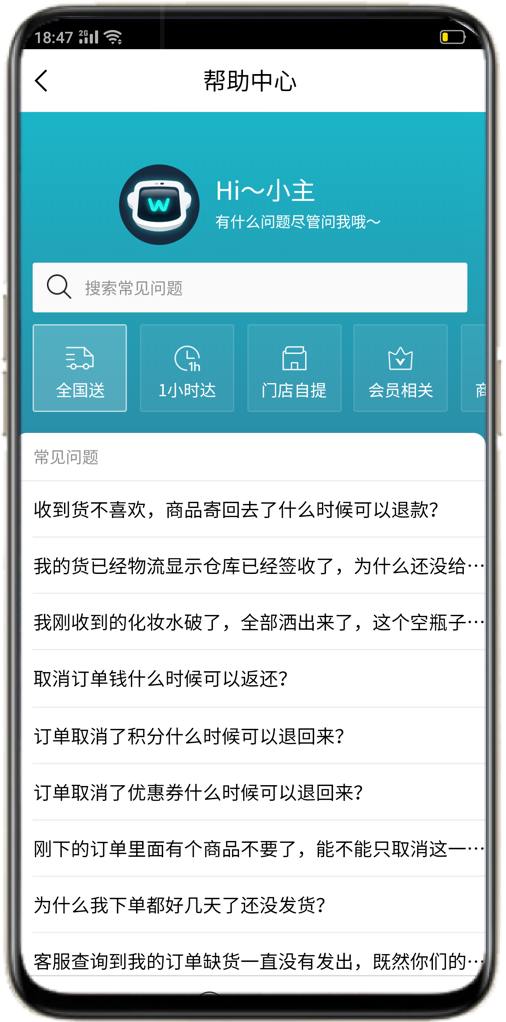 18:47 2G
帮助中心
W
Hi～小主
有什么问题尽管问我哦～
搜索常见问题
全国送
1h
1小时达
门店自提
会员相关
常见问题
收到货不喜欢，商品寄回去了什么时候可以退款？
我的货已经物流显示仓库已经签收了，为什么还没给…
我刚收到的化妆水破了，全部洒出来了，这个空瓶子…
取消订单钱什么时候可以返还？
订单取消了积分什么时候可以退回来？
订单取消了优惠券什么时候可以退回来？
刚下的订单里面有个商品不要了，能不能只取消这一…
为什么我下单都好几天了还没发货？
客服查询到我的订单缺货一直没有发出，既然你们的…